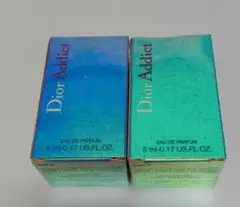 Dior Addict
EAU DE PARFUM
5 ml-0.17 US.FL.OZ.
Dior Addict
EAU DE PARFUM
5 ml-0.17 US.FL.OZ.